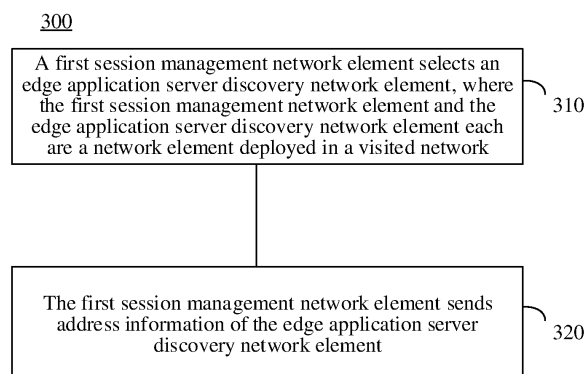 300
A first session management network element selects an
edge application server discovery network element, where
the first session management network element and the
edge application server discovery network element each
are a network element deployed in a visited network
310
The first session management network element sends
address information of the edge application server
discovery network element
320